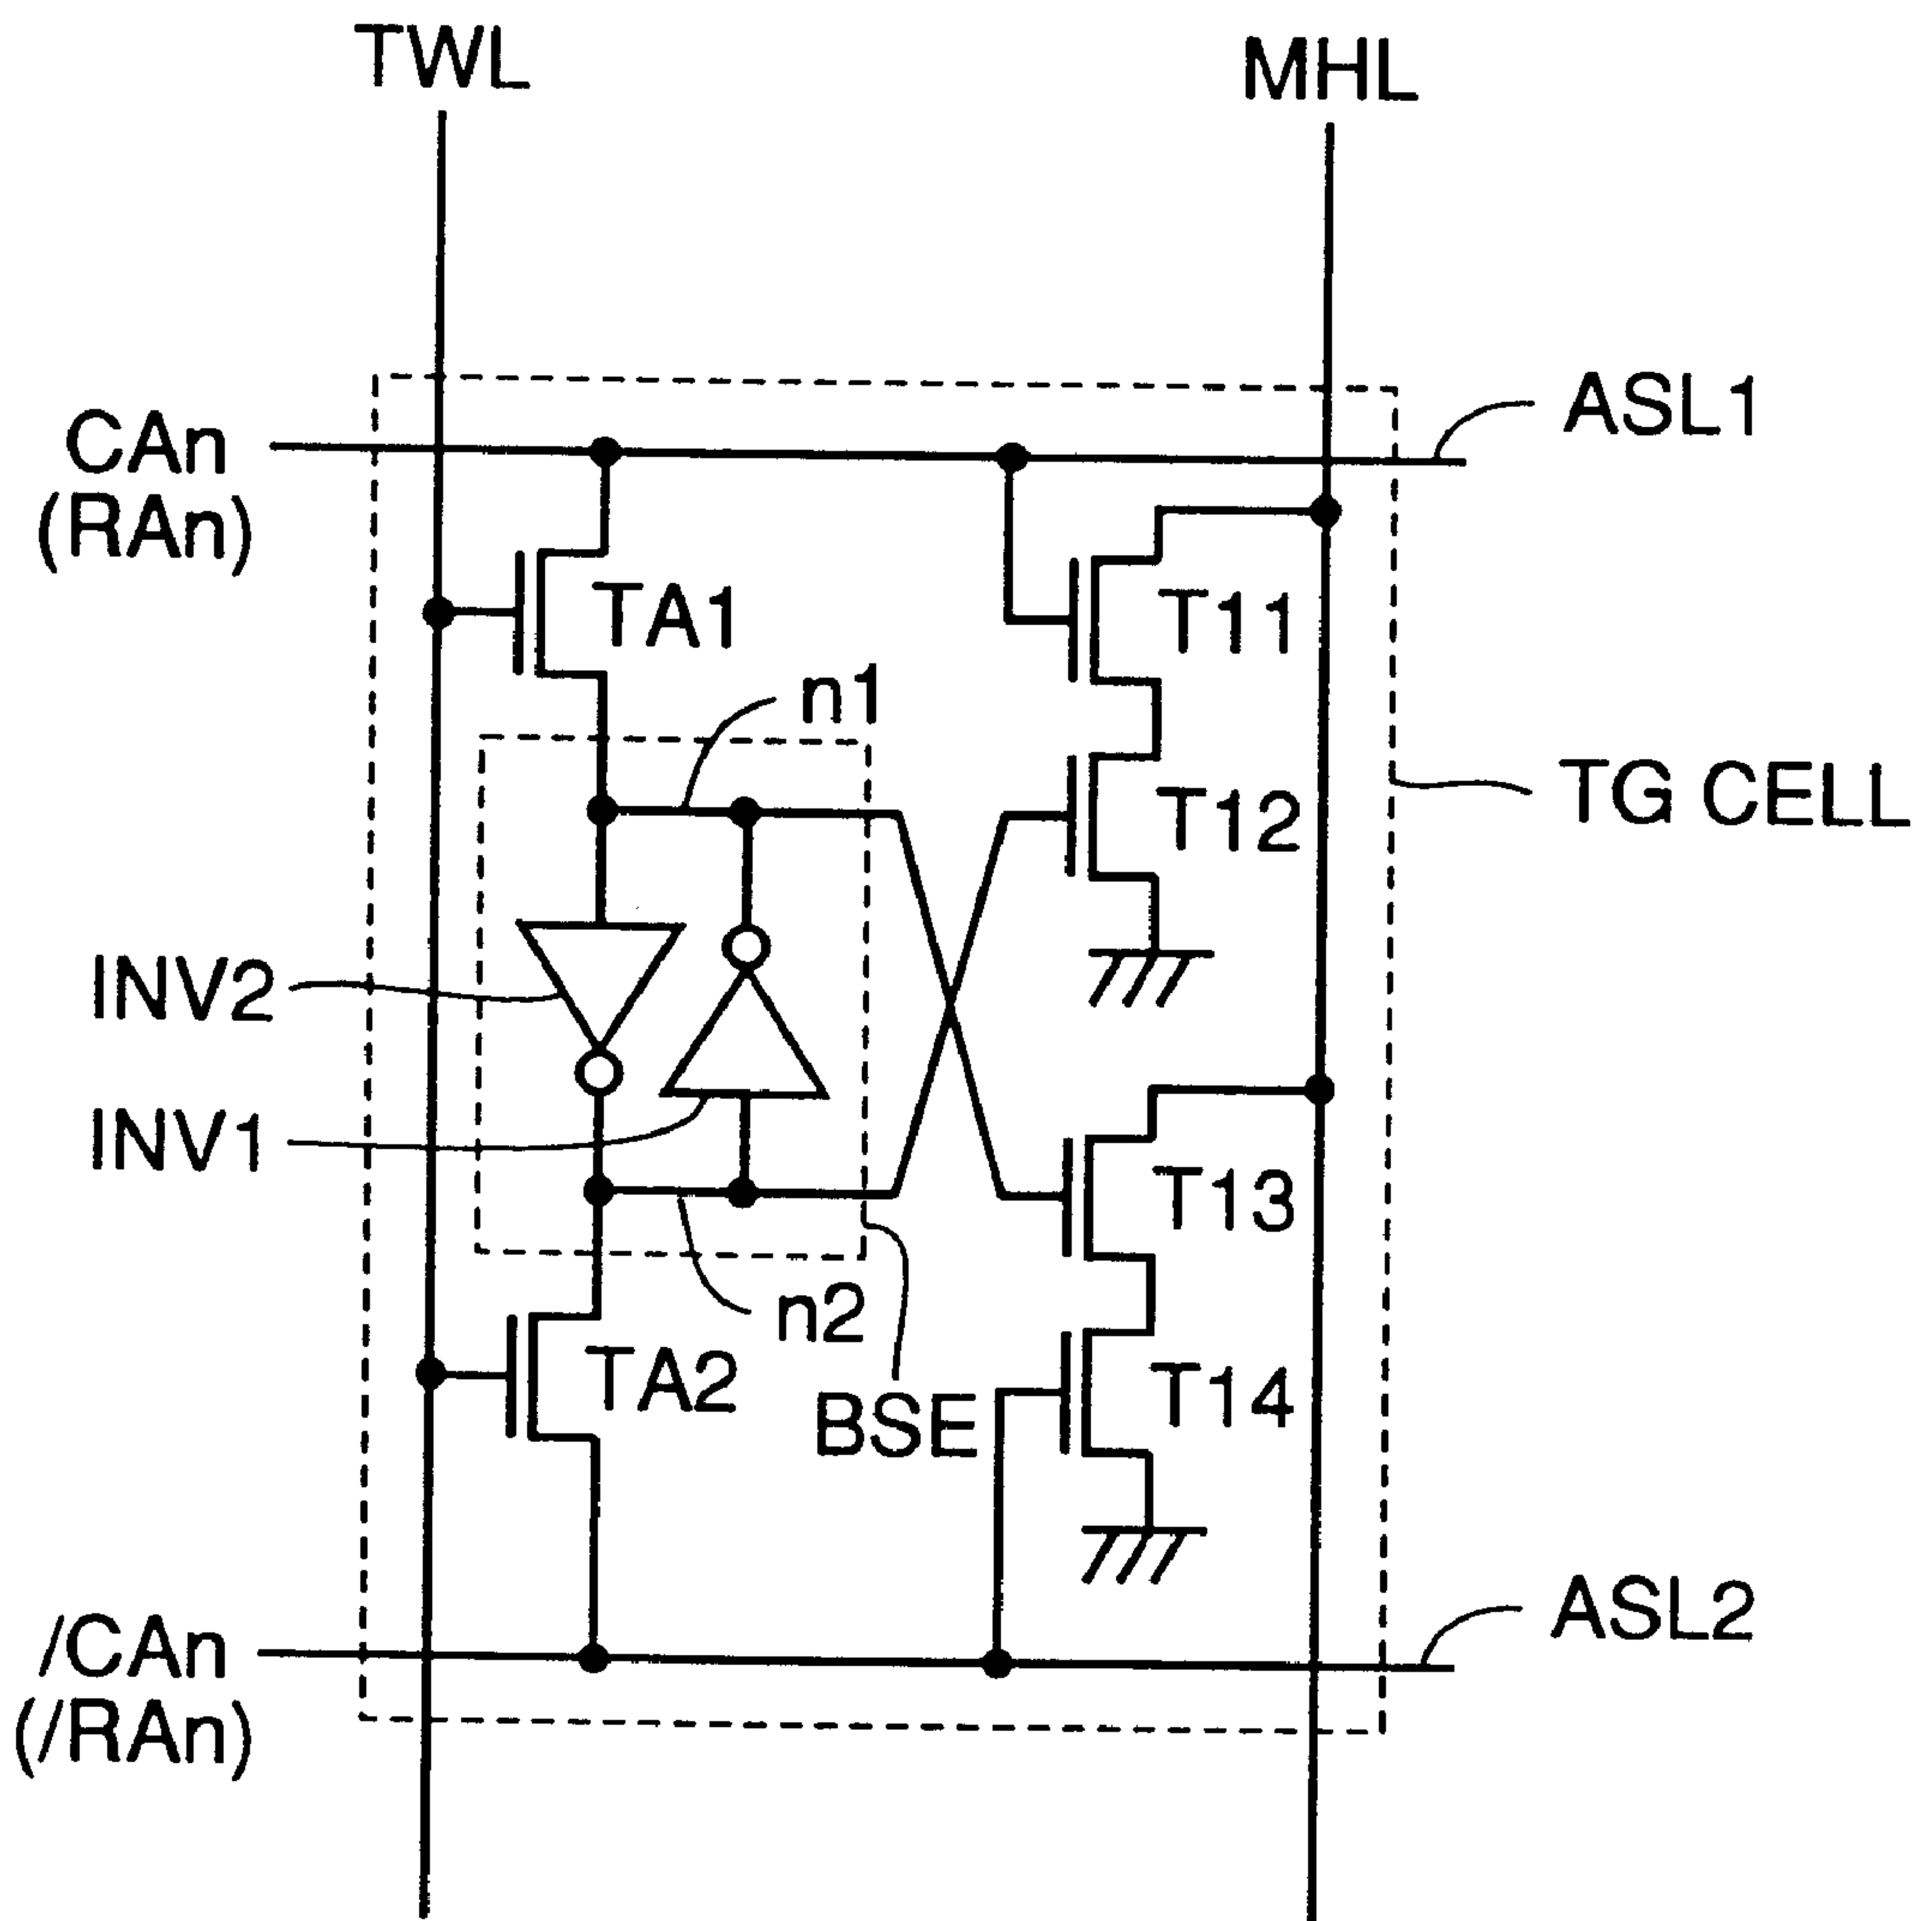 TWL
MHL
ASL1
CAn
(RAn)
TA1
T11
n1
TG CELL
T12
INV2
INV1
T13
n2
TA2
BSE
T14
ASL2
/CAn
(/RAn)